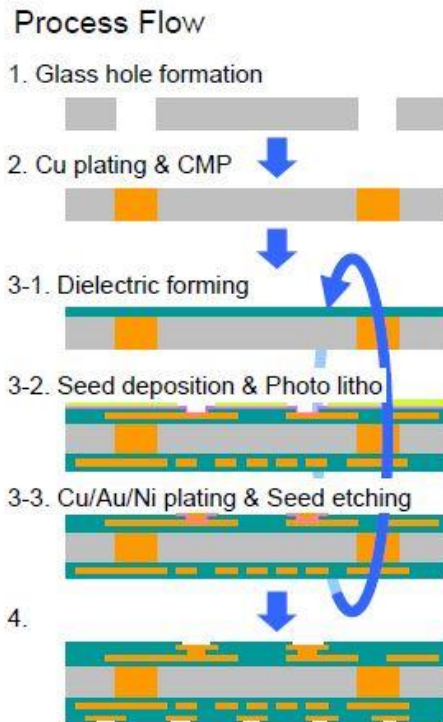 Process Flow
1. Glass hole formation
2. Cu plating & CMP
3-1. Dielectric forming
3-2. Seed deposition & Photo litho
3-3. Cu/Au/Ni plating & Seed etching
4.